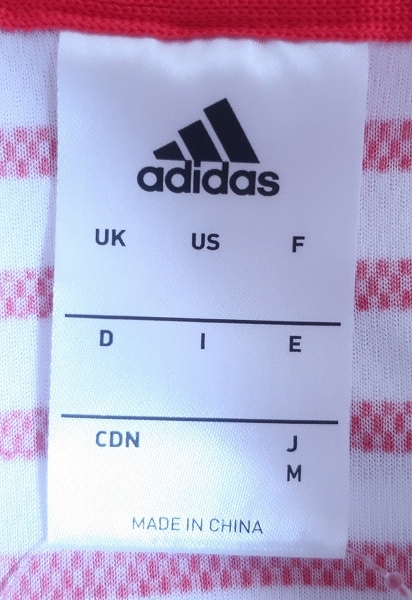 adidas
UK US F
D I E
CDN J
M
MADE IN CHINA